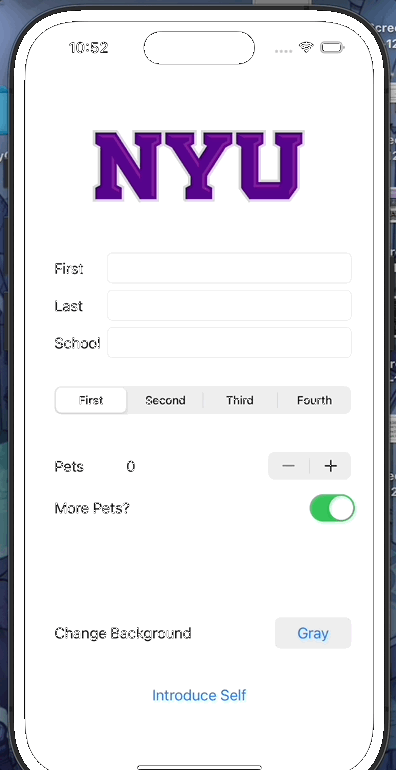 10:52
NYU
First
Last
School
First Second Third Fourth
Pets 0 − +
More Pets?
Change Background Gray
Introduce Self